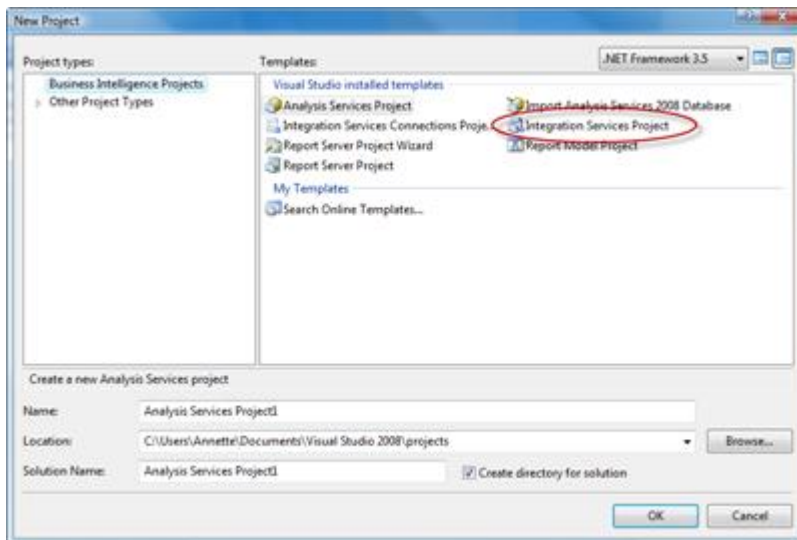 New Project
Project types:
Templates:
.NET Framework 3.5
Business Intelligence Projects
Other Project Types
Visual Studio installed templates
Analysis Services Project
Import Analysis Services 2008 Database
Integration Services Connections Proje...
Integration Services Project
Report Server Project Wizard
Report Model Project
Report Server Project
My Templates
Search Online Templates...
Create a new Analysis Services project
Name:
Analysis Services Project1
Location:
C:\Users\Annette\Documents\Visual Studio 2008\projects
Browse...
Solution Name:
Analysis Services Project1
Create directory for solution
OK
Cancel